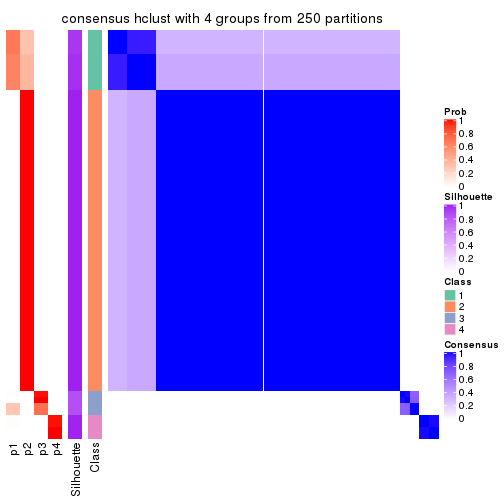 consensus hclust with 4 groups from 250 partitions
Prob
1
0.8
0.6
0.4
0.2
0
Silhouette
1
0.8
0.6
0.4
0.2
0
Class
1
2
3
4
Consensus
1
0.8
0.6
0.4
0.2
0
p1
p2
p3
p4
Silhouette
Class